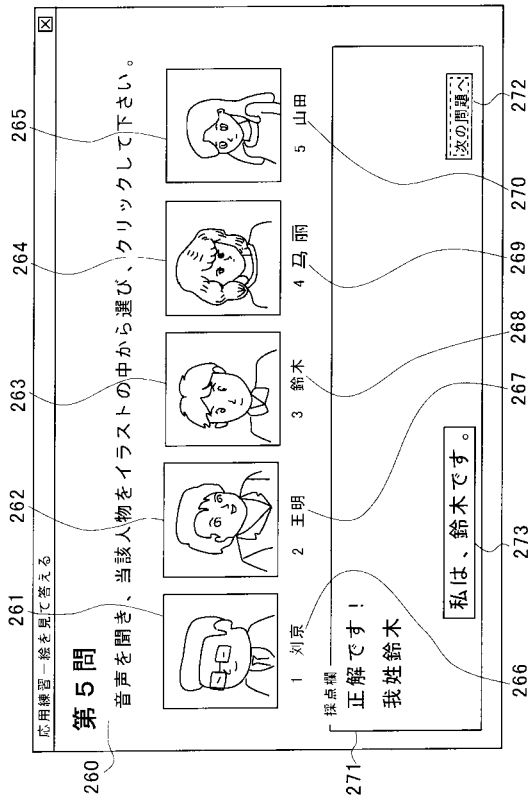 265
264
263
262
261
応用練習－絵を見て答える
260
第5問
音声を聞き、当該人物をイラストの中から選び、クリックして下さい。
1 刘京
2 王明
3 鈴木
4 马丽
5 山田
採点欄
正解です！
我姓鈴木
私は、鈴木です。
次の問題へ
271
266
273
267
268
269
270
272